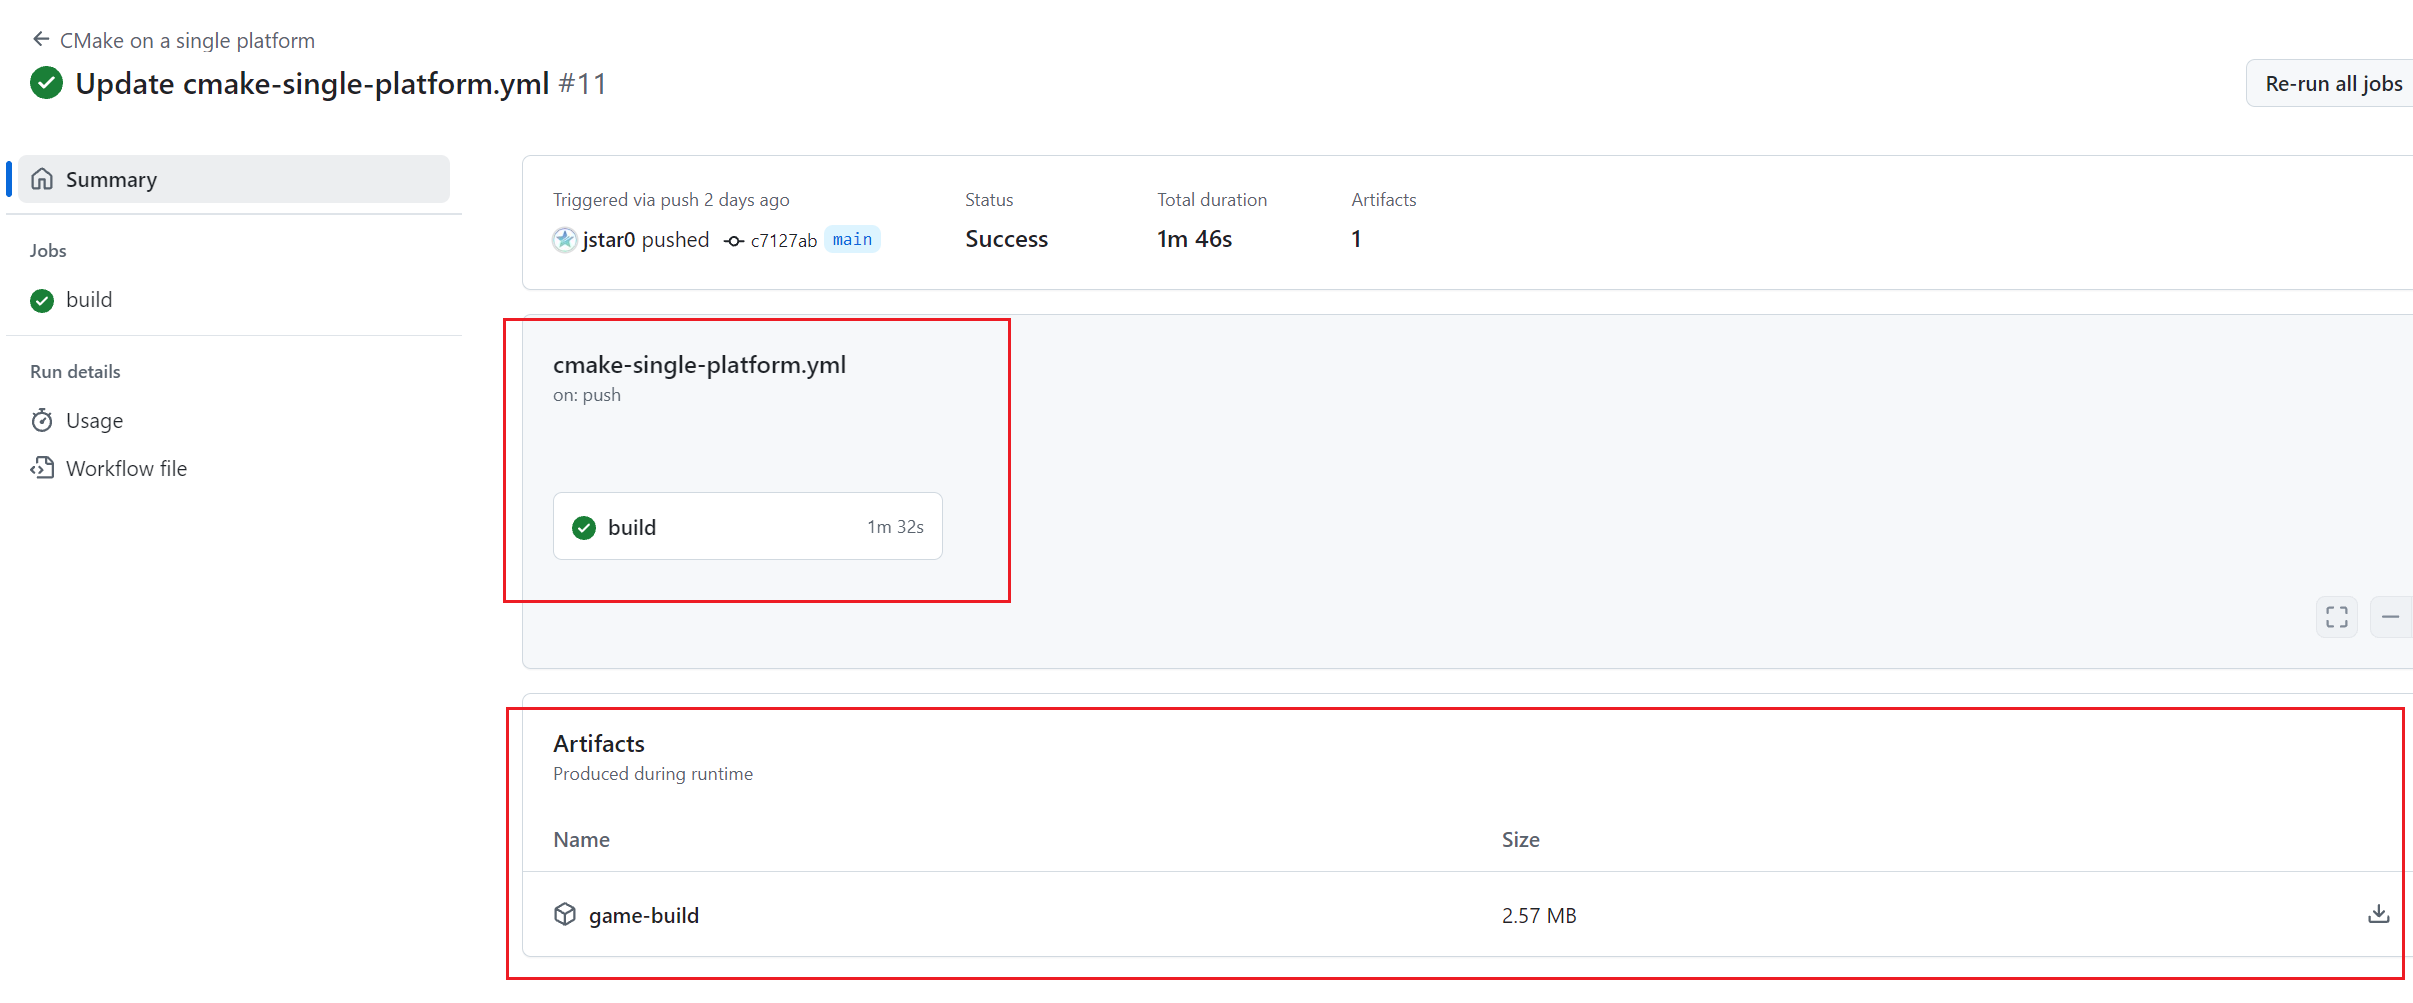 CMake on a single platform
Update cmake-single-platform.yml #11
Re-run all jobs
Summary
Jobs
build
Run details
Usage
Workflow file
Triggered via push 2 days ago
jstar0 pushed c7127ab main
Status
Success
Total duration
1m 46s
Artifacts
1
cmake-single-platform.yml
on: push
build 1m 32s
Artifacts
Produced during runtime
Name Size
game-build 2.57 MB